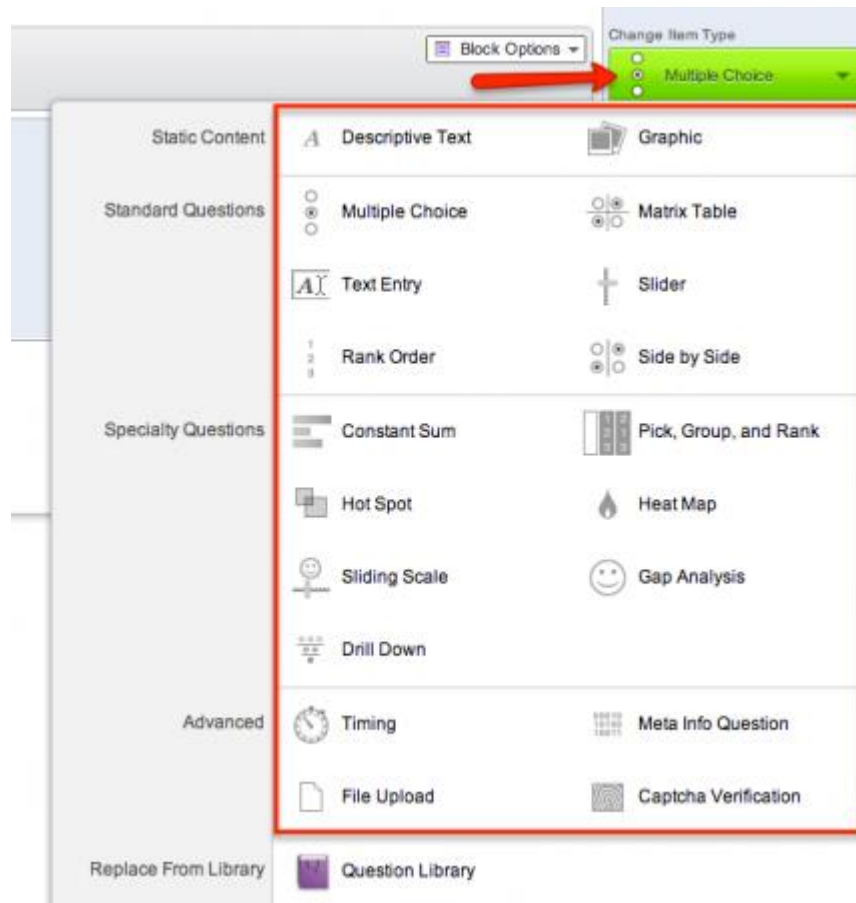 Block Options
Change Item Type
Multiple Choice
Static Content
Descriptive Text
Graphic
Standard Questions
Multiple Choice
Matrix Table
Text Entry
Slider
Rank Order
Side by Side
Specialty Questions
Constant Sum
Pick, Group, and Rank
Hot Spot
Heat Map
Sliding Scale
Gap Analysis
Drill Down
Advanced
Timing
Meta Info Question
File Upload
Captcha Verification
Replace From Library
Question Library